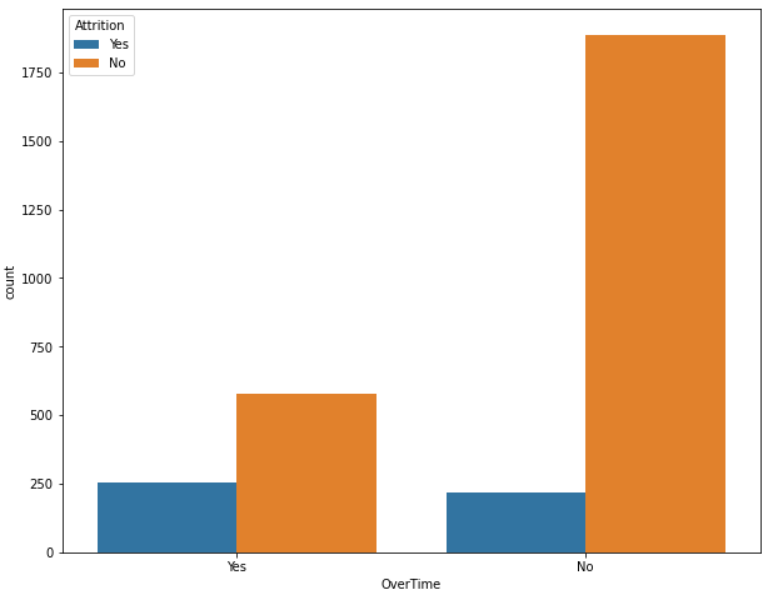 Attrition
Yes
No
1750
1500
1250
1000
750
500
250
0
count
Yes No
OverTime